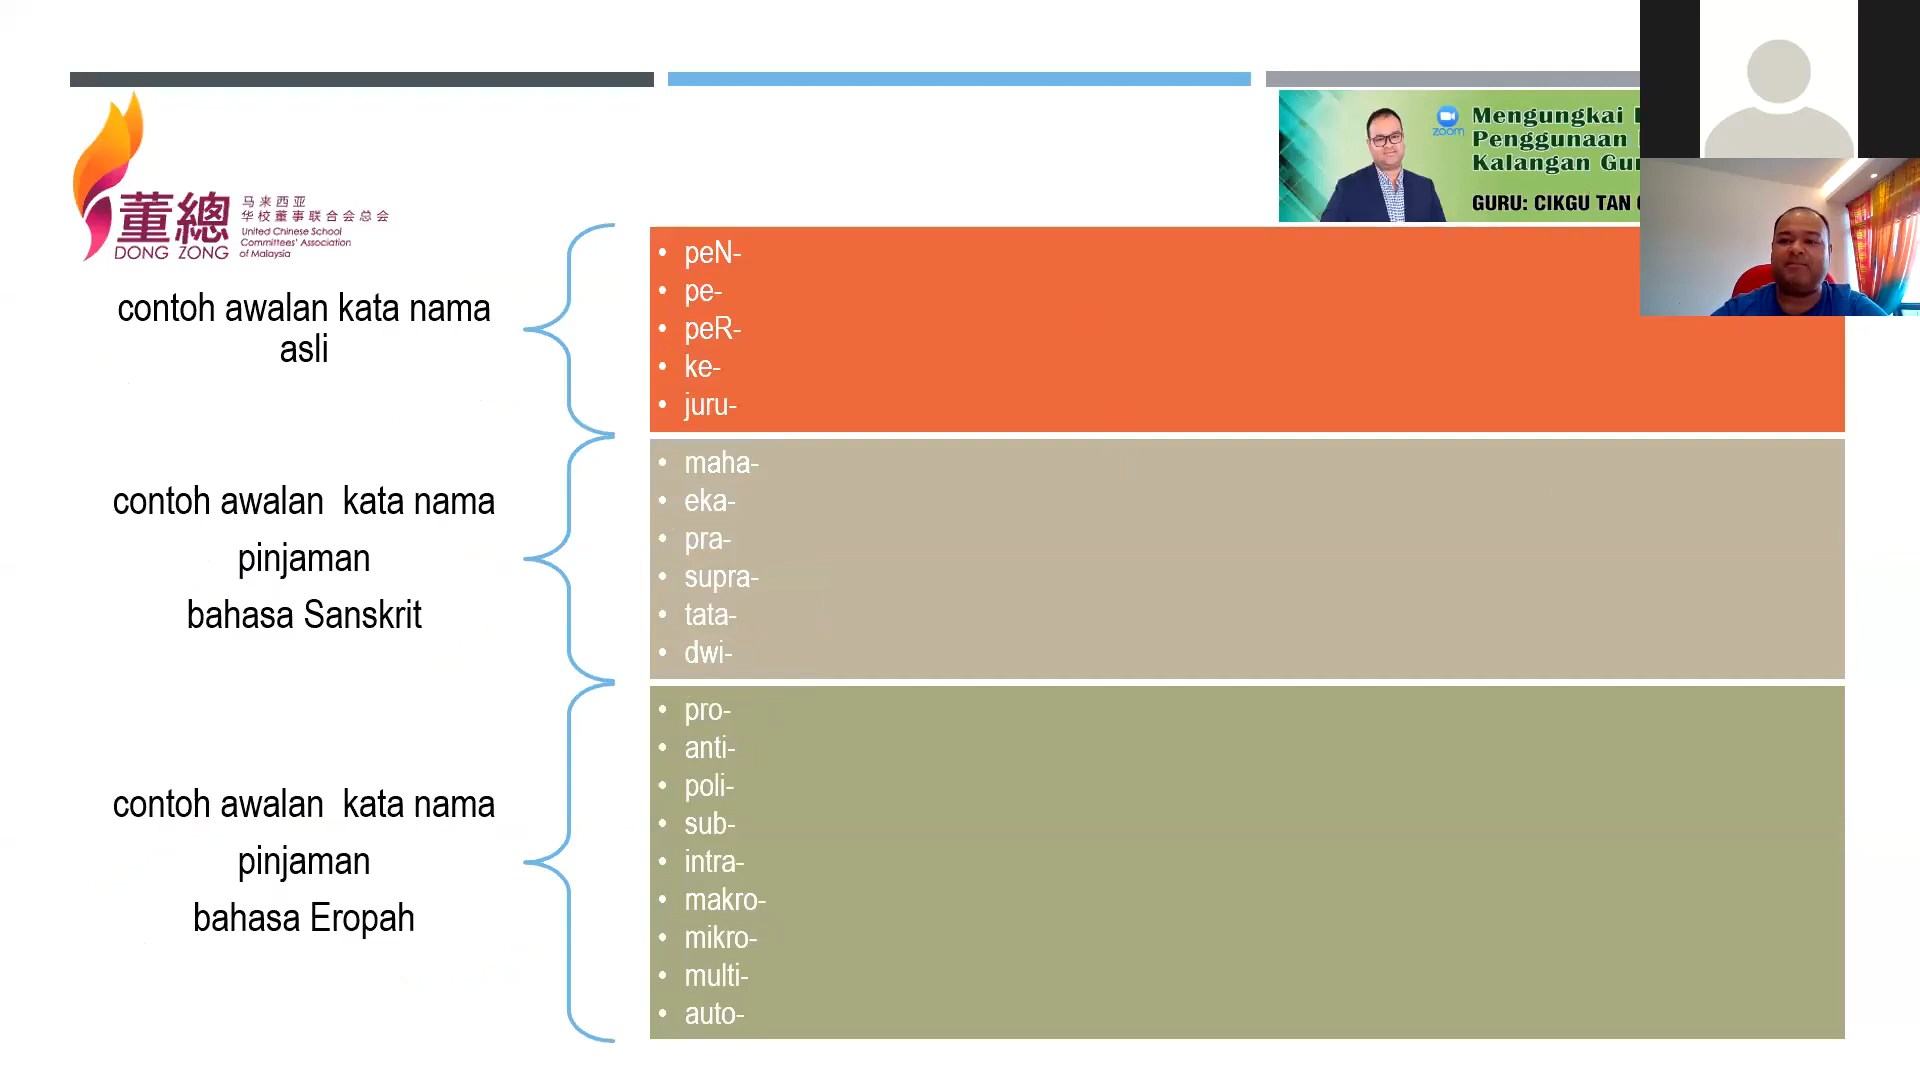 董總
DONG ZONG
马来西亚
华校董事联合会总会
United Chinese School
Committees' Association
of Malaysia
zoom
Mengungkai
Penggunaan
Kalangan
GURU: CIKGU TAN
contoh awalan kata nama
asli
peN-
pe-
peR-
ke-
juru-
contoh awalan kata nama
pinjaman
bahasa Sanskrit
maha-
eka-
pra-
supra-
tata-
dwi-
contoh awalan kata nama
pinjaman
bahasa Eropah
pro-
anti-
poli-
sub-
intra-
makro-
mikro-
multi-
auto-